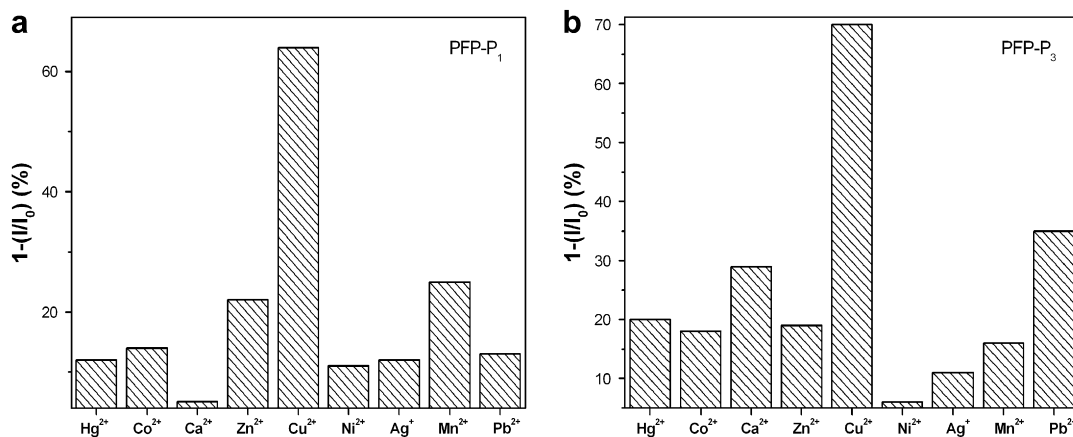 a
PFP-P1
1-(I/I0) (%)
60
40
20
Hg2+ Co2+ Ca2+ Zn2+ Cu2+ Ni2+ Ag+ Mn2+ Pb2+
b
PFP-P3
1-(I/I0) (%)
70
60
50
40
30
20
10
Hg2+ Co2+ Ca2+ Zn2+ Cu2+ Ni2+ Ag+ Mn2+ Pb2+